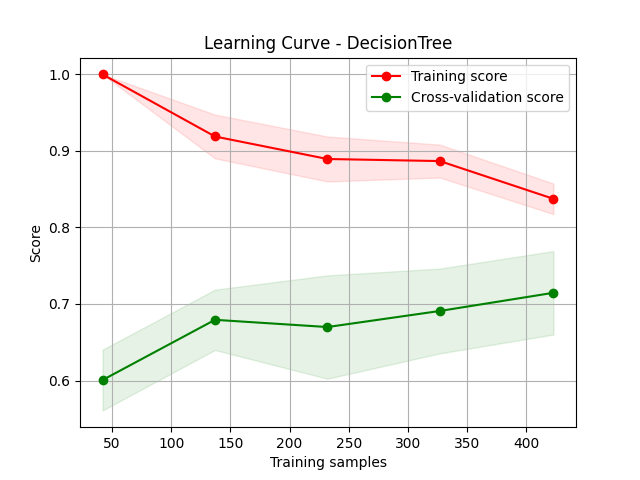 Learning Curve - DecisionTree
Training score
Cross-validation score
1.0
0.9
0.8
0.7
0.6
Score
50 100 150 200 250 300 350 400
Training samples